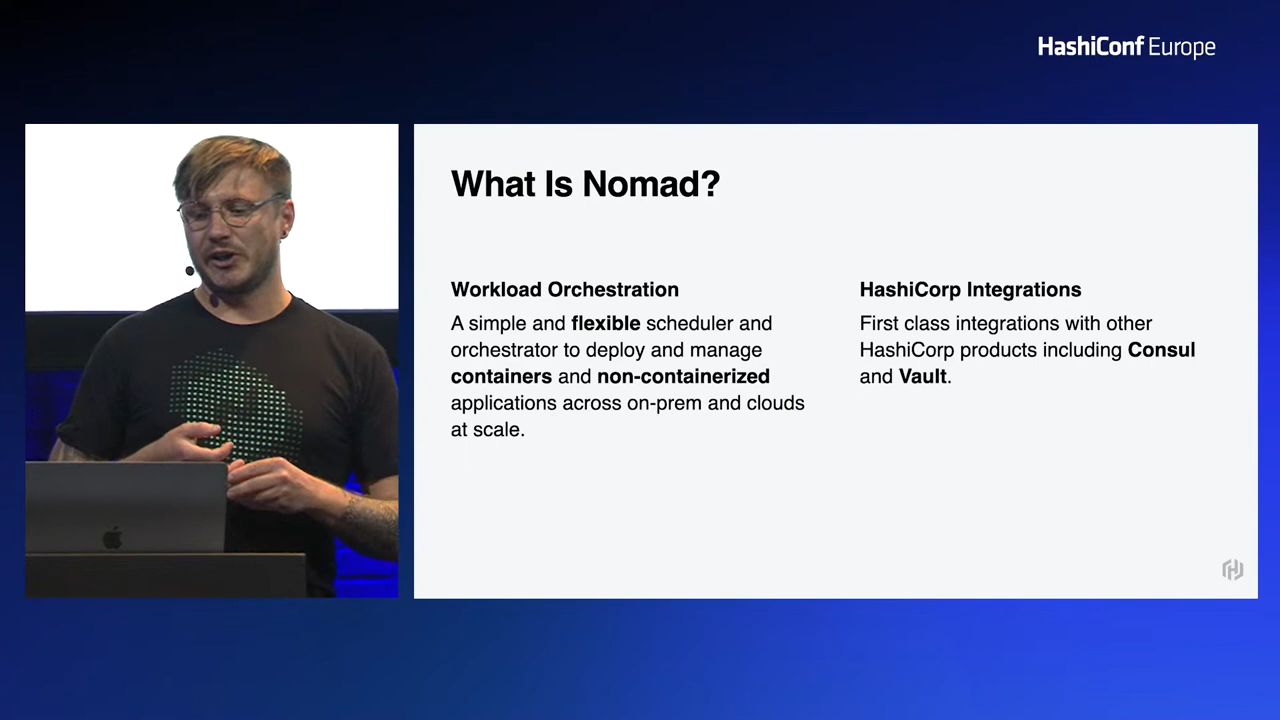 HashiConf Europe
What Is Nomad?
Workload Orchestration
A simple and flexible scheduler and
orchestrator to deploy and manage
containers and non-containerized
applications across on-prem and clouds
at scale.
HashiCorp Integrations
First class integrations with other
HashiCorp products including Consul
and Vault.